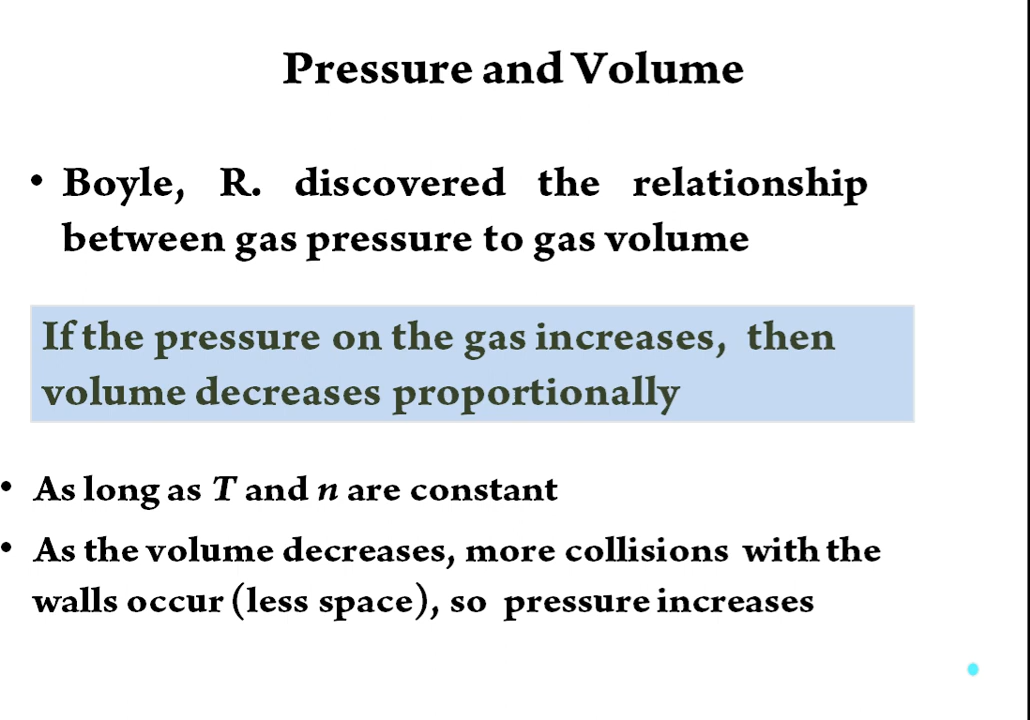 Pressure and Volume
• Boyle, R. discovered the relationship
between gas pressure to gas volume
If the pressure on the gas increases, then
volume decreases proportionally
• As long as T and n are constant
• As the volume decreases, more collisions with the
walls occur (less space), so pressure increases